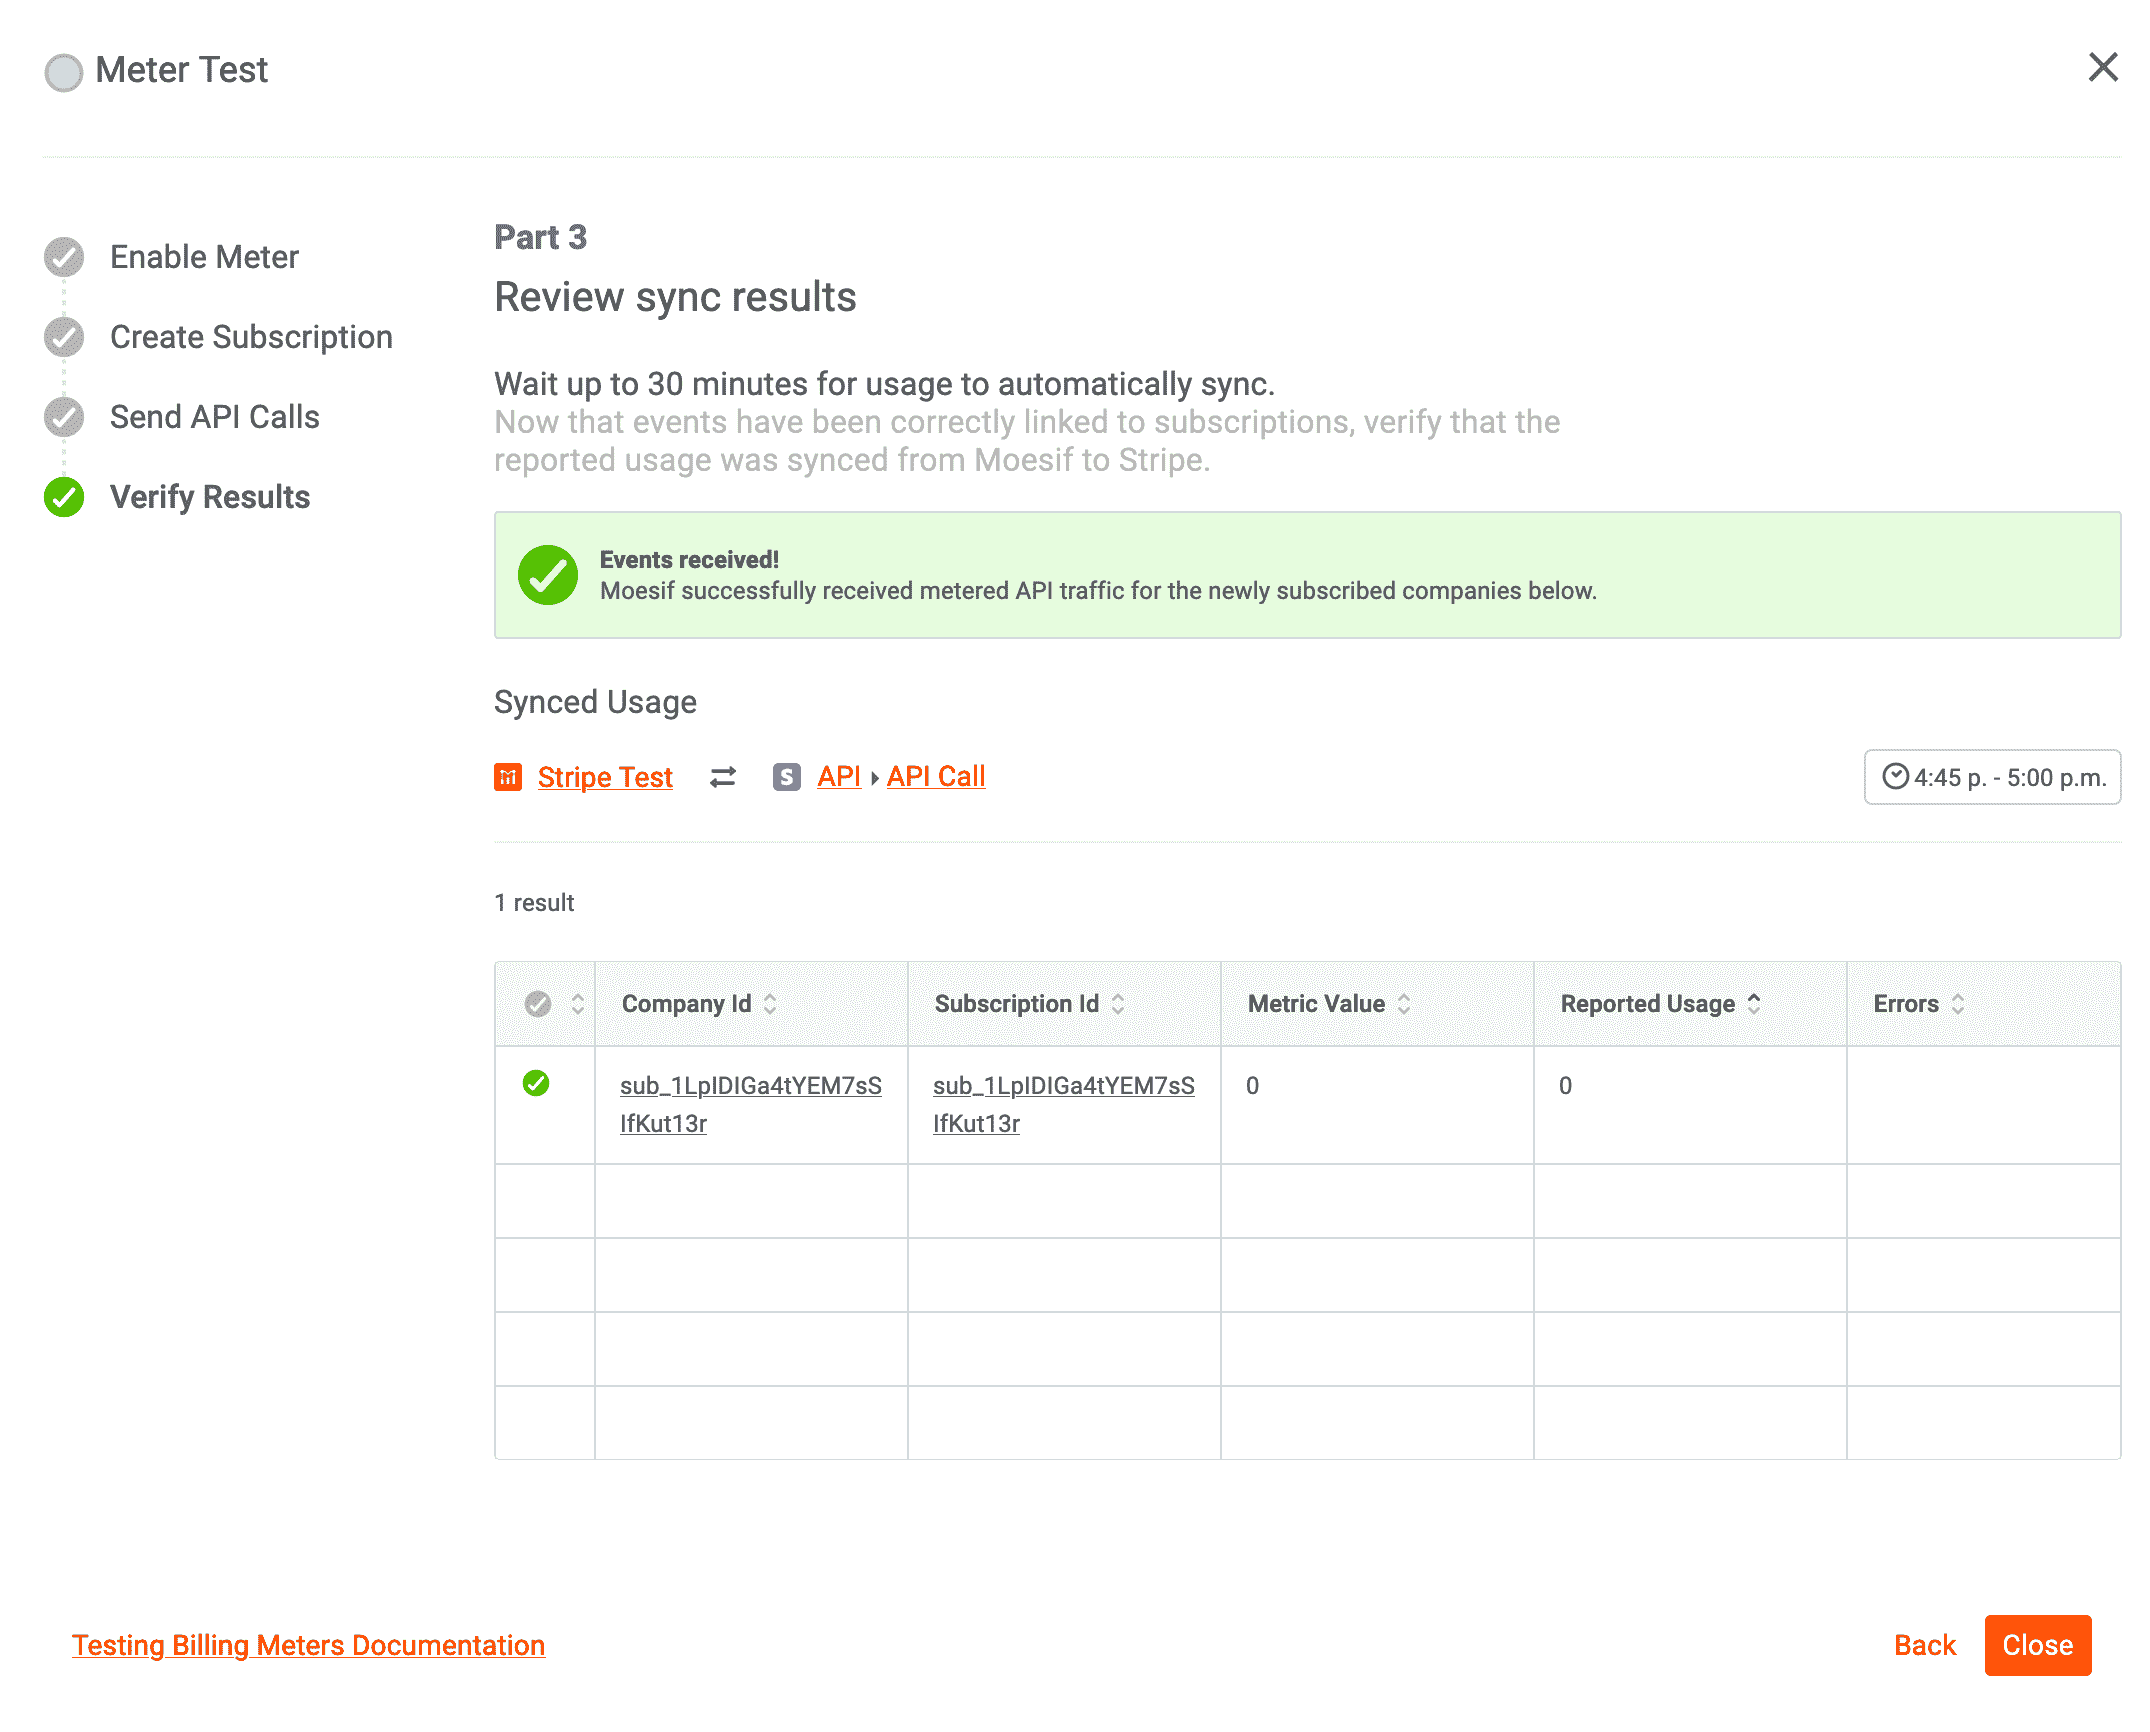 Meter Test
Enable Meter
Create Subscription
Send API Calls
Verify Results
Part 3
Review sync results
Wait up to 30 minutes for usage to automatically sync.
Now that events have been correctly linked to subscriptions, verify that the
reported usage was synced from Moesif to Stripe.
Events received!
Moesif successfully received metered API traffic for the newly subscribed companies below.
Synced Usage
Stripe Test S API API Call 4:45 p. - 5:00 p.m.
1 result
Company Id Subscription Id Metric Value Reported Usage Errors
sub_1LpIDIGa4tYEM7sS sub_1LpIDIGa4tYEM7sS 0 0
IfKut13r IfKut13r
Testing Billing Meters Documentation Back Close